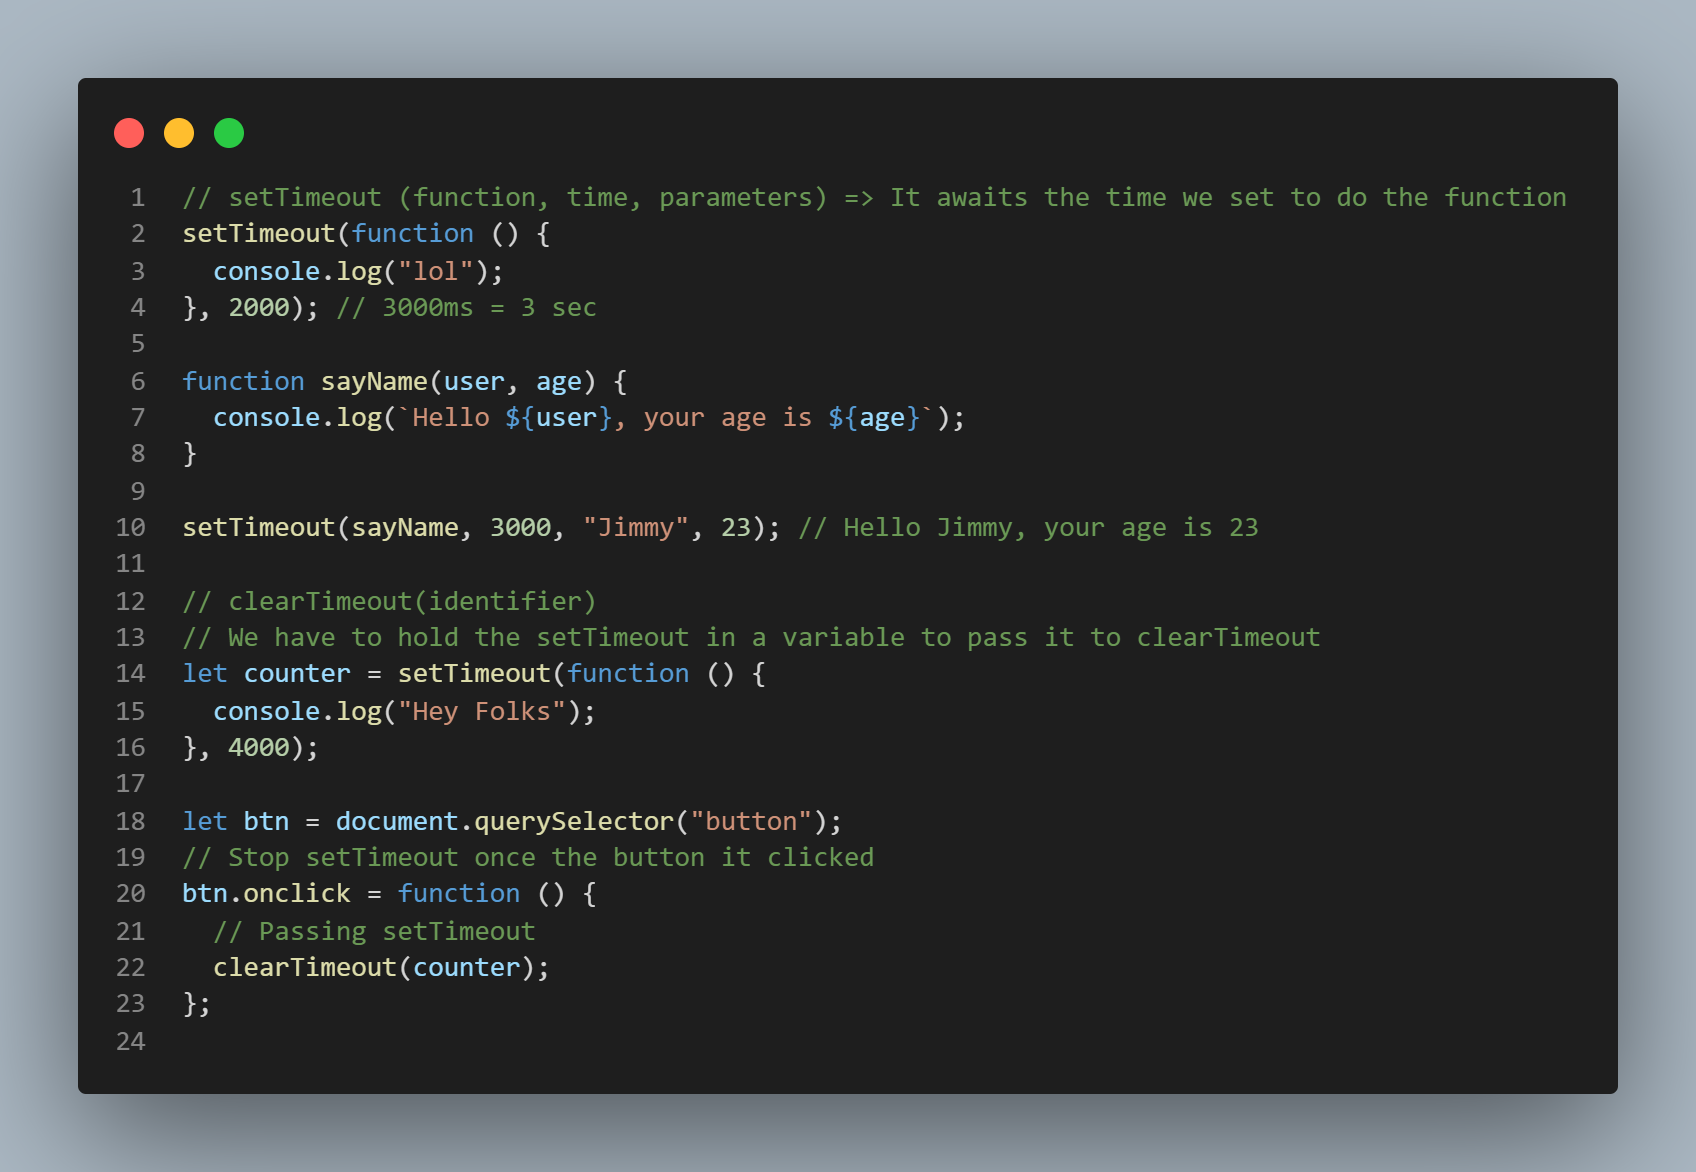 1 // setTimeout (function, time, parameters) => It awaits the time we set to do the function
2 setTimeout(function () {
3   console.log("lol");
4 }, 2000); // 3000ms = 3 sec
5
6 function sayName(user, age) {
7   console.log(`Hello ${user}, your age is ${age}`);
8 }
9
10 setTimeout(sayName, 3000, "Jimmy", 23); // Hello Jimmy, your age is 23
11
12 // clearTimeout(identifier)
13 // We have to hold the setTimeout in a variable to pass it to clearTimeout
14 let counter = setTimeout(function () {
15   console.log("Hey Folks");
16 }, 4000);
17
18 let btn = document.querySelector("button");
19 // Stop setTimeout once the button it clicked
20 btn.onclick = function () {
21   // Passing setTimeout
22   clearTimeout(counter);
23 };
24